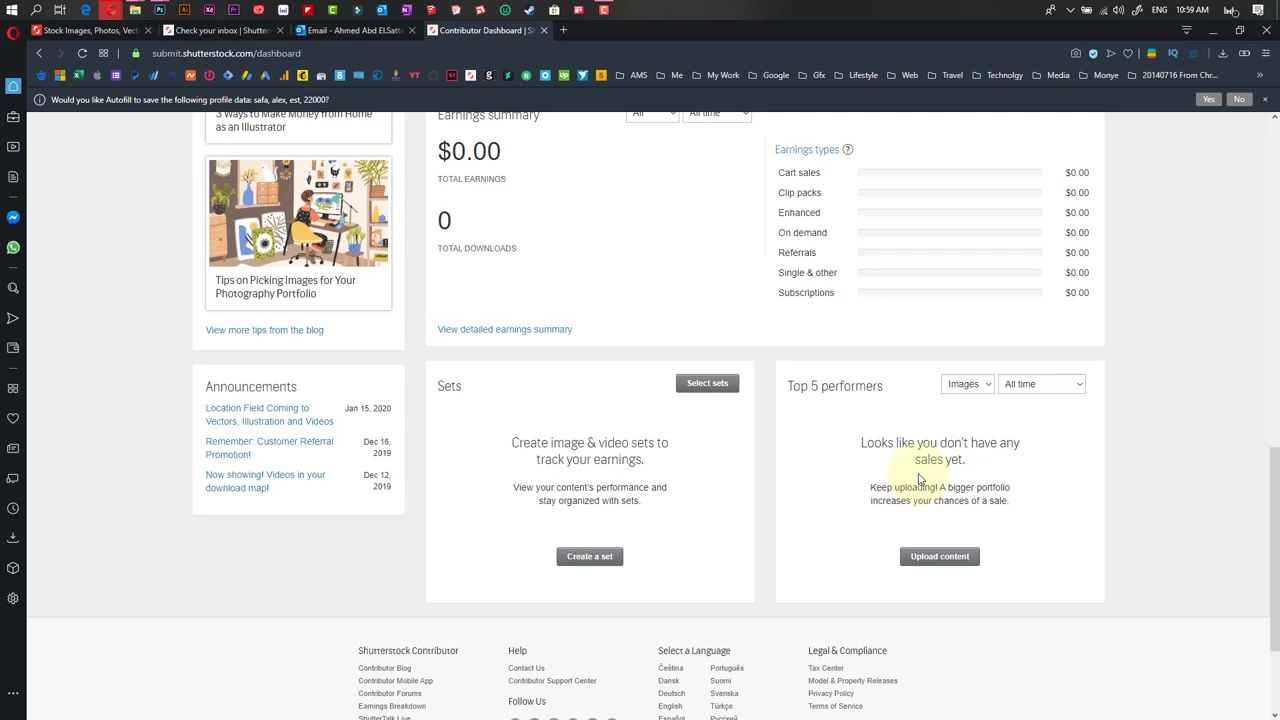 ENG 10:59 AM
Stock Images, Photos, Vect
Check your inbox | Shutters
Email - Ahmed Abd ElSatta
Contributor Dashboard | S
submit.shutterstock.com/dashboard
AMS
Me
My Work
Google
Gfx
Lifestyle
Web
Travel
Technolgy
Media
Monye
20140716 From Chr...
Would you like Autofill to save the following profile data: safa, alex, est, 22000?
Yes
No
3 Ways to Make Money from Home
as an Illustrator
Tips on Picking Images for Your
Photography Portfolio
View more tips from the blog
Announcements
Location Field Coming to Jan 15, 2020
Vectors, Illustration and Videos
Remember: Customer Referral Dec 16,
Promotion! 2019
Now showing! Videos in your Dec 12,
download map! 2019
Earnings summary
All
All time
$0.00
TOTAL EARNINGS
0
TOTAL DOWNLOADS
Earnings types ?
Cart sales $0.00
Clip packs $0.00
Enhanced $0.00
On demand $0.00
Referrals $0.00
Single & other $0.00
Subscriptions $0.00
View detailed earnings summary
Sets
Select sets
Create image & video sets to
track your earnings.
View your content's performance and
stay organized with sets.
Create a set
Top 5 performers
Images
All time
Looks like you don't have any
sales yet.
Keep uploading! A bigger portfolio
increases your chances of a sale.
Upload content
Shutterstock Contributor
Contributor Blog
Contributor Mobile App
Contributor Forums
Earnings Breakdown
ShutterTalk Live
Help
Contact Us
Contributor Support Center
Follow Us
Select a Language
Čeština Português
Dansk Suomi
Deutsch Svenska
English Türkçe
Español Русский
Legal & Compliance
Tax Center
Model & Property Releases
Privacy Policy
Terms of Service